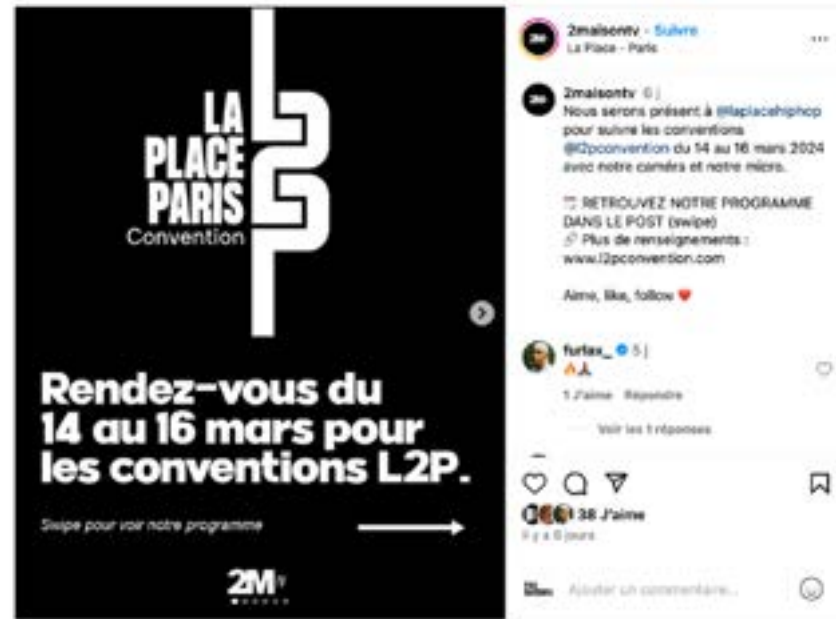 LA
PLACE
PARIS
Convention
L2P
Rendez-vous du
14 au 16 mars pour
les conventions L2P.
Swipe pour voir notre programme
2M TV
2maisontv - Suivre
La Place - Paris
2maisontv 6 j
Nous serons présent à @laplacehiphop
pour suivre les conventions
@l2pconvention du 14 au 16 mars 2024
avec notre caméra et notre micro.
🗓️ RETROUVEZ NOTRE PROGRAMME
DANS LE POST (swipe)
🔗 Plus de renseignements :
www.l2pconvention.com
Aime, like, follow ❤️
furlax_ 5 j
🔥🙏🏾
1 J'aime Répondre
Voir les 1 réponses
38 J'aime
Il y a 6 jours
Ajouter un commentaire...